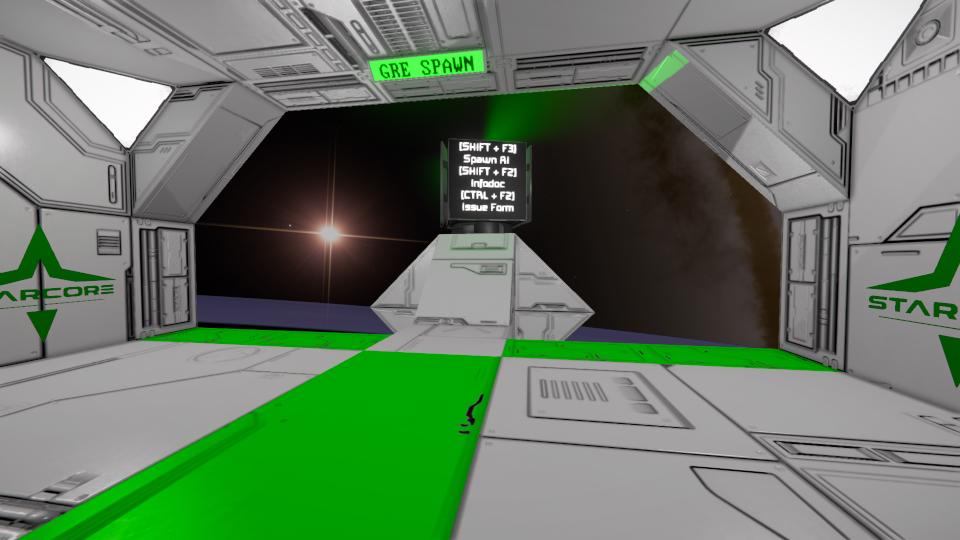 GRE SPAWN
[SHIFT + F3]
Spawn AI
[SHIFT + F2]
Infodoc
[CTRL + F2]
Issue Form
ARCORE
STAR